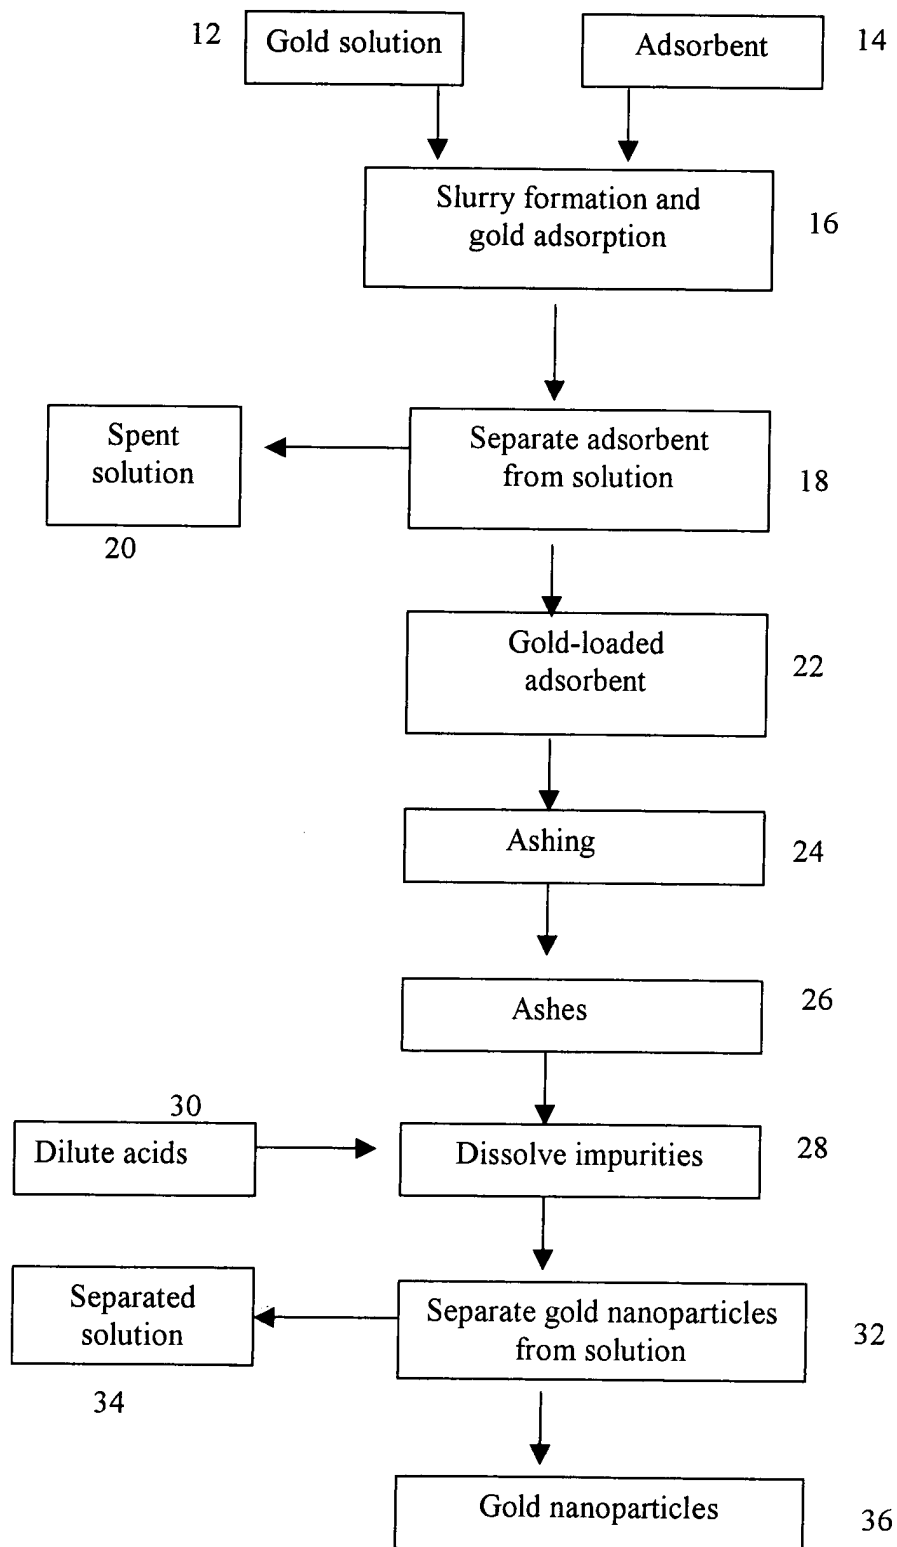 12
Gold solution
Adsorbent
14
Slurry formation and
gold adsorption
16
Spent
solution
20
Separate adsorbent
from solution
18
Gold-loaded
adsorbent
22
Ashing
24
Ashes
26
30
Dilute acids
Dissolve impurities
28
Separated
solution
34
Separate gold nanoparticles
from solution
32
Gold nanoparticles
36